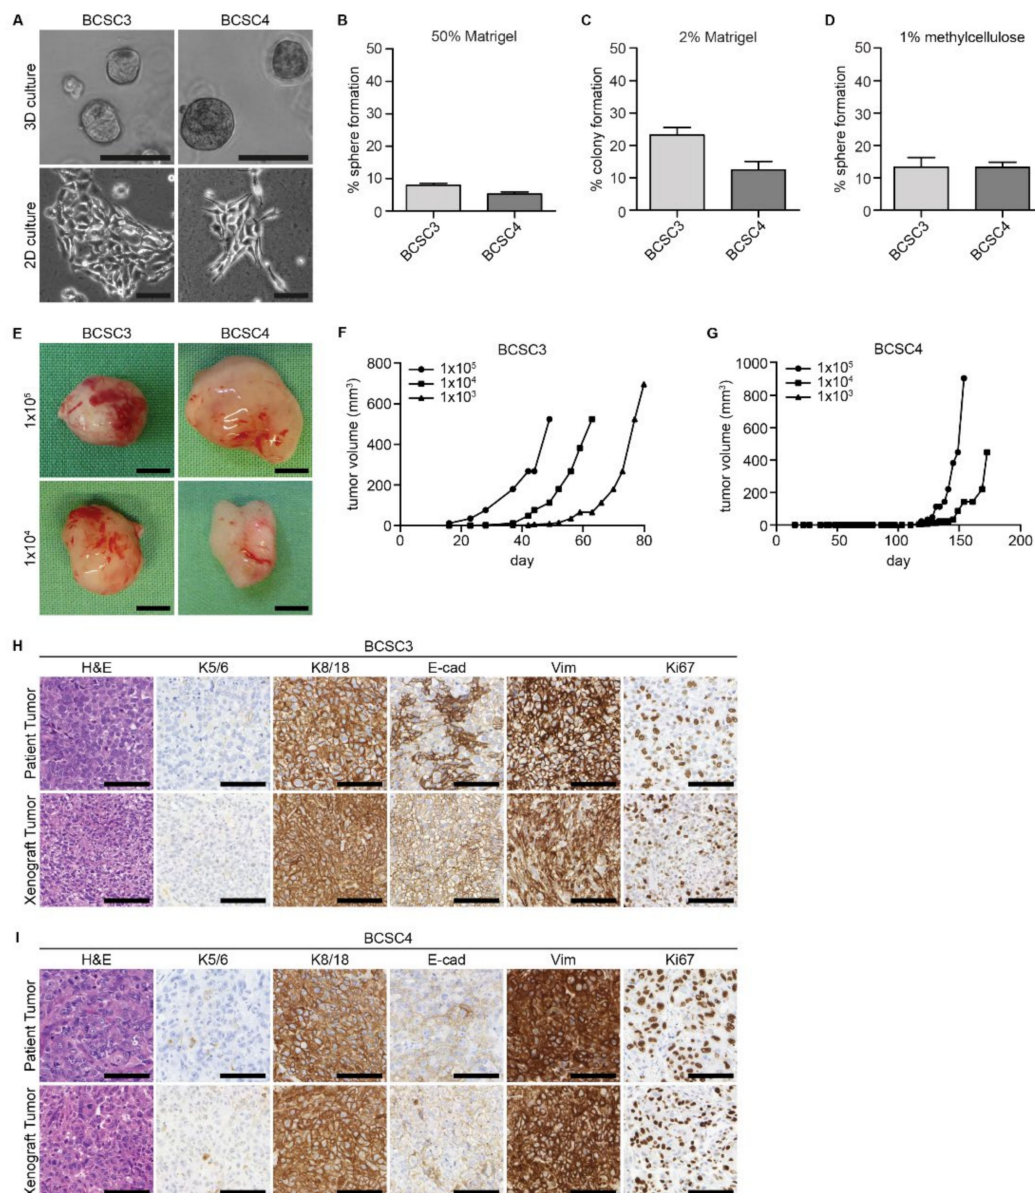 A
BCSC3 BCSC4
3D culture
2D culture
B
50% Matrigel
% sphere formation
50
40
30
20
10
0
BCSC3
BCSC4
C
2% Matrigel
% colony formation
50
40
30
20
10
0
BCSC3
BCSC4
D
1% methylcellulose
% sphere formation
50
40
30
20
10
0
BCSC3
BCSC4
E
BCSC3 BCSC4
1x10⁵
1x10⁴
F
BCSC3
tumor volume (mm³)
800
600
400
200
0
1x10⁵
1x10⁴
1x10³
0 20 40 60 80
day
G
BCSC4
tumor volume (mm³)
1000
800
600
400
200
0
1x10⁵
1x10⁴
1x10³
0 50 100 150 200
day
H
BCSC3
H&E K5/6 K8/18 E-cad Vim Ki67
Patient Tumor
Xenograft Tumor
I
BCSC4
H&E K5/6 K8/18 E-cad Vim Ki67
Patient Tumor
Xenograft Tumor